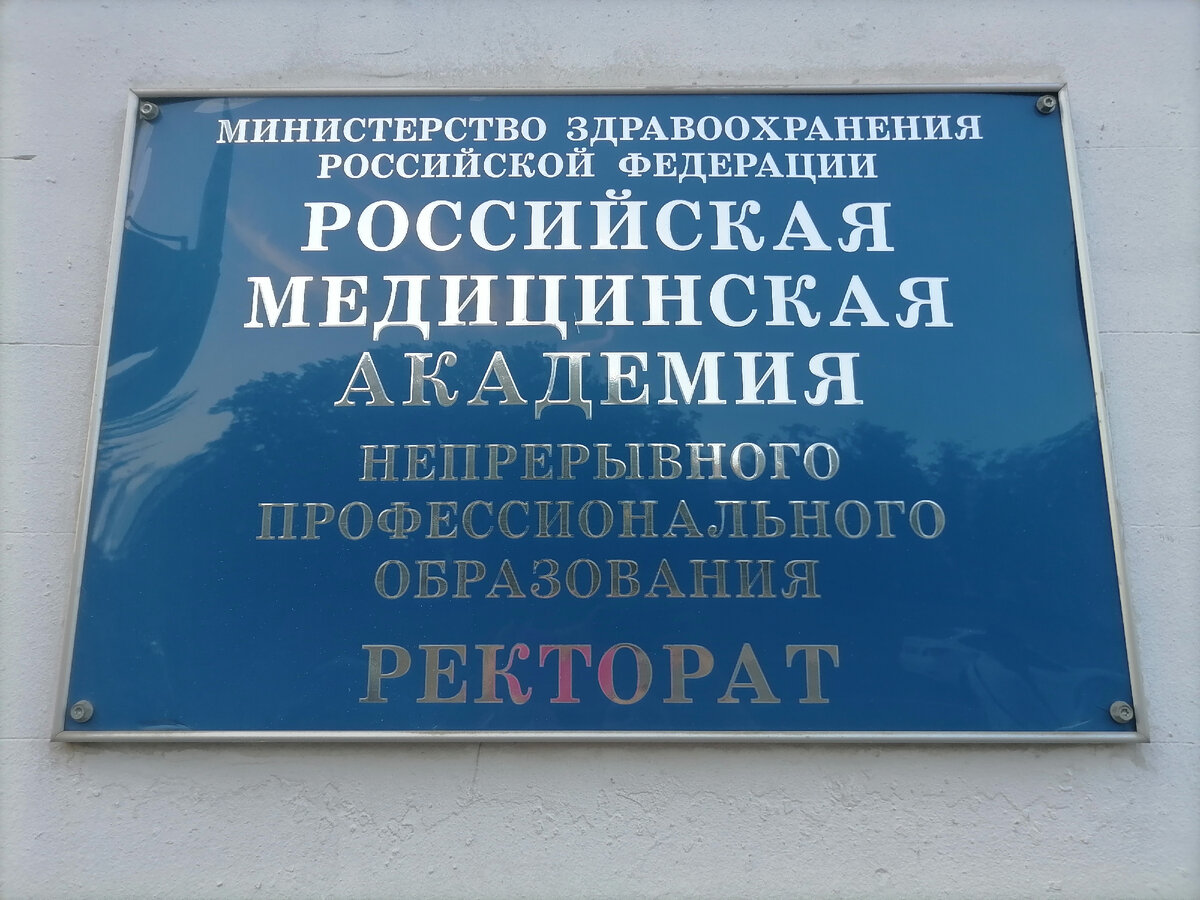 МИНИСТЕРСТВО ЗДРАВООХРАНЕНИЯ
РОССИЙСКОЙ ФЕДЕРАЦИИ
РОССИЙСКАЯ
МЕДИЦИНСКАЯ
АКАДЕМИЯ
НЕПРЕРЫВНОГО
ПРОФЕССИОНАЛЬНОГО
ОБРАЗОВАНИЯ
РЕКТОРАТ